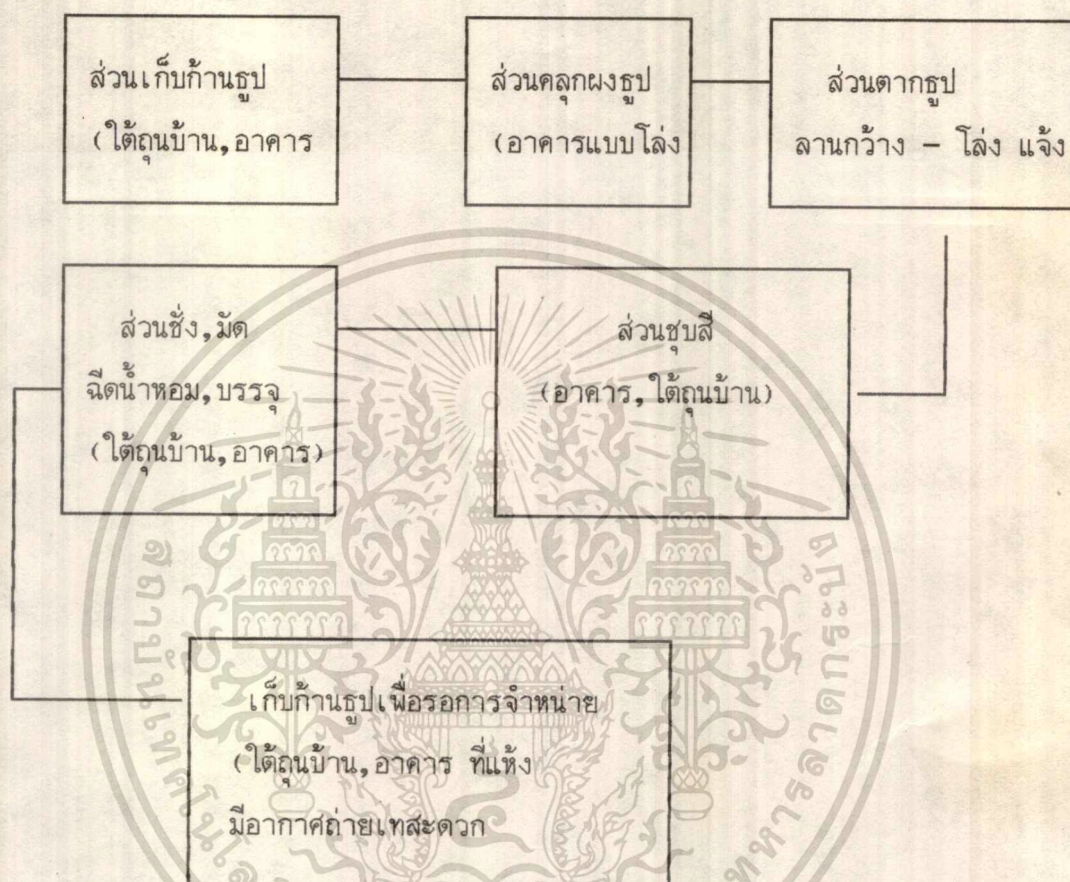 ส่วนเก็บก้านธูป
(ใต้ถุนบ้าน,อาคาร
ส่วนคลุกผงธูป
(อาคารแบบโล่ง
ส่วนตากธูป
ลานกว้าง - โล่ง แจ้ง
ส่วนชุบสี
(อาคาร,ใต้ถุนบ้าน)
ส่วนชั่ง,มัด
ฉีดน้ำหอม,บรรจุ
(ใต้ถุนบ้าน,อาคาร)
เก็บก้านธูปเพื่อรอการจำหน่าย
(ใต้ถุนบ้าน,อาคาร ที่แห้ง
มีอากาศถ่ายเทสะดวก